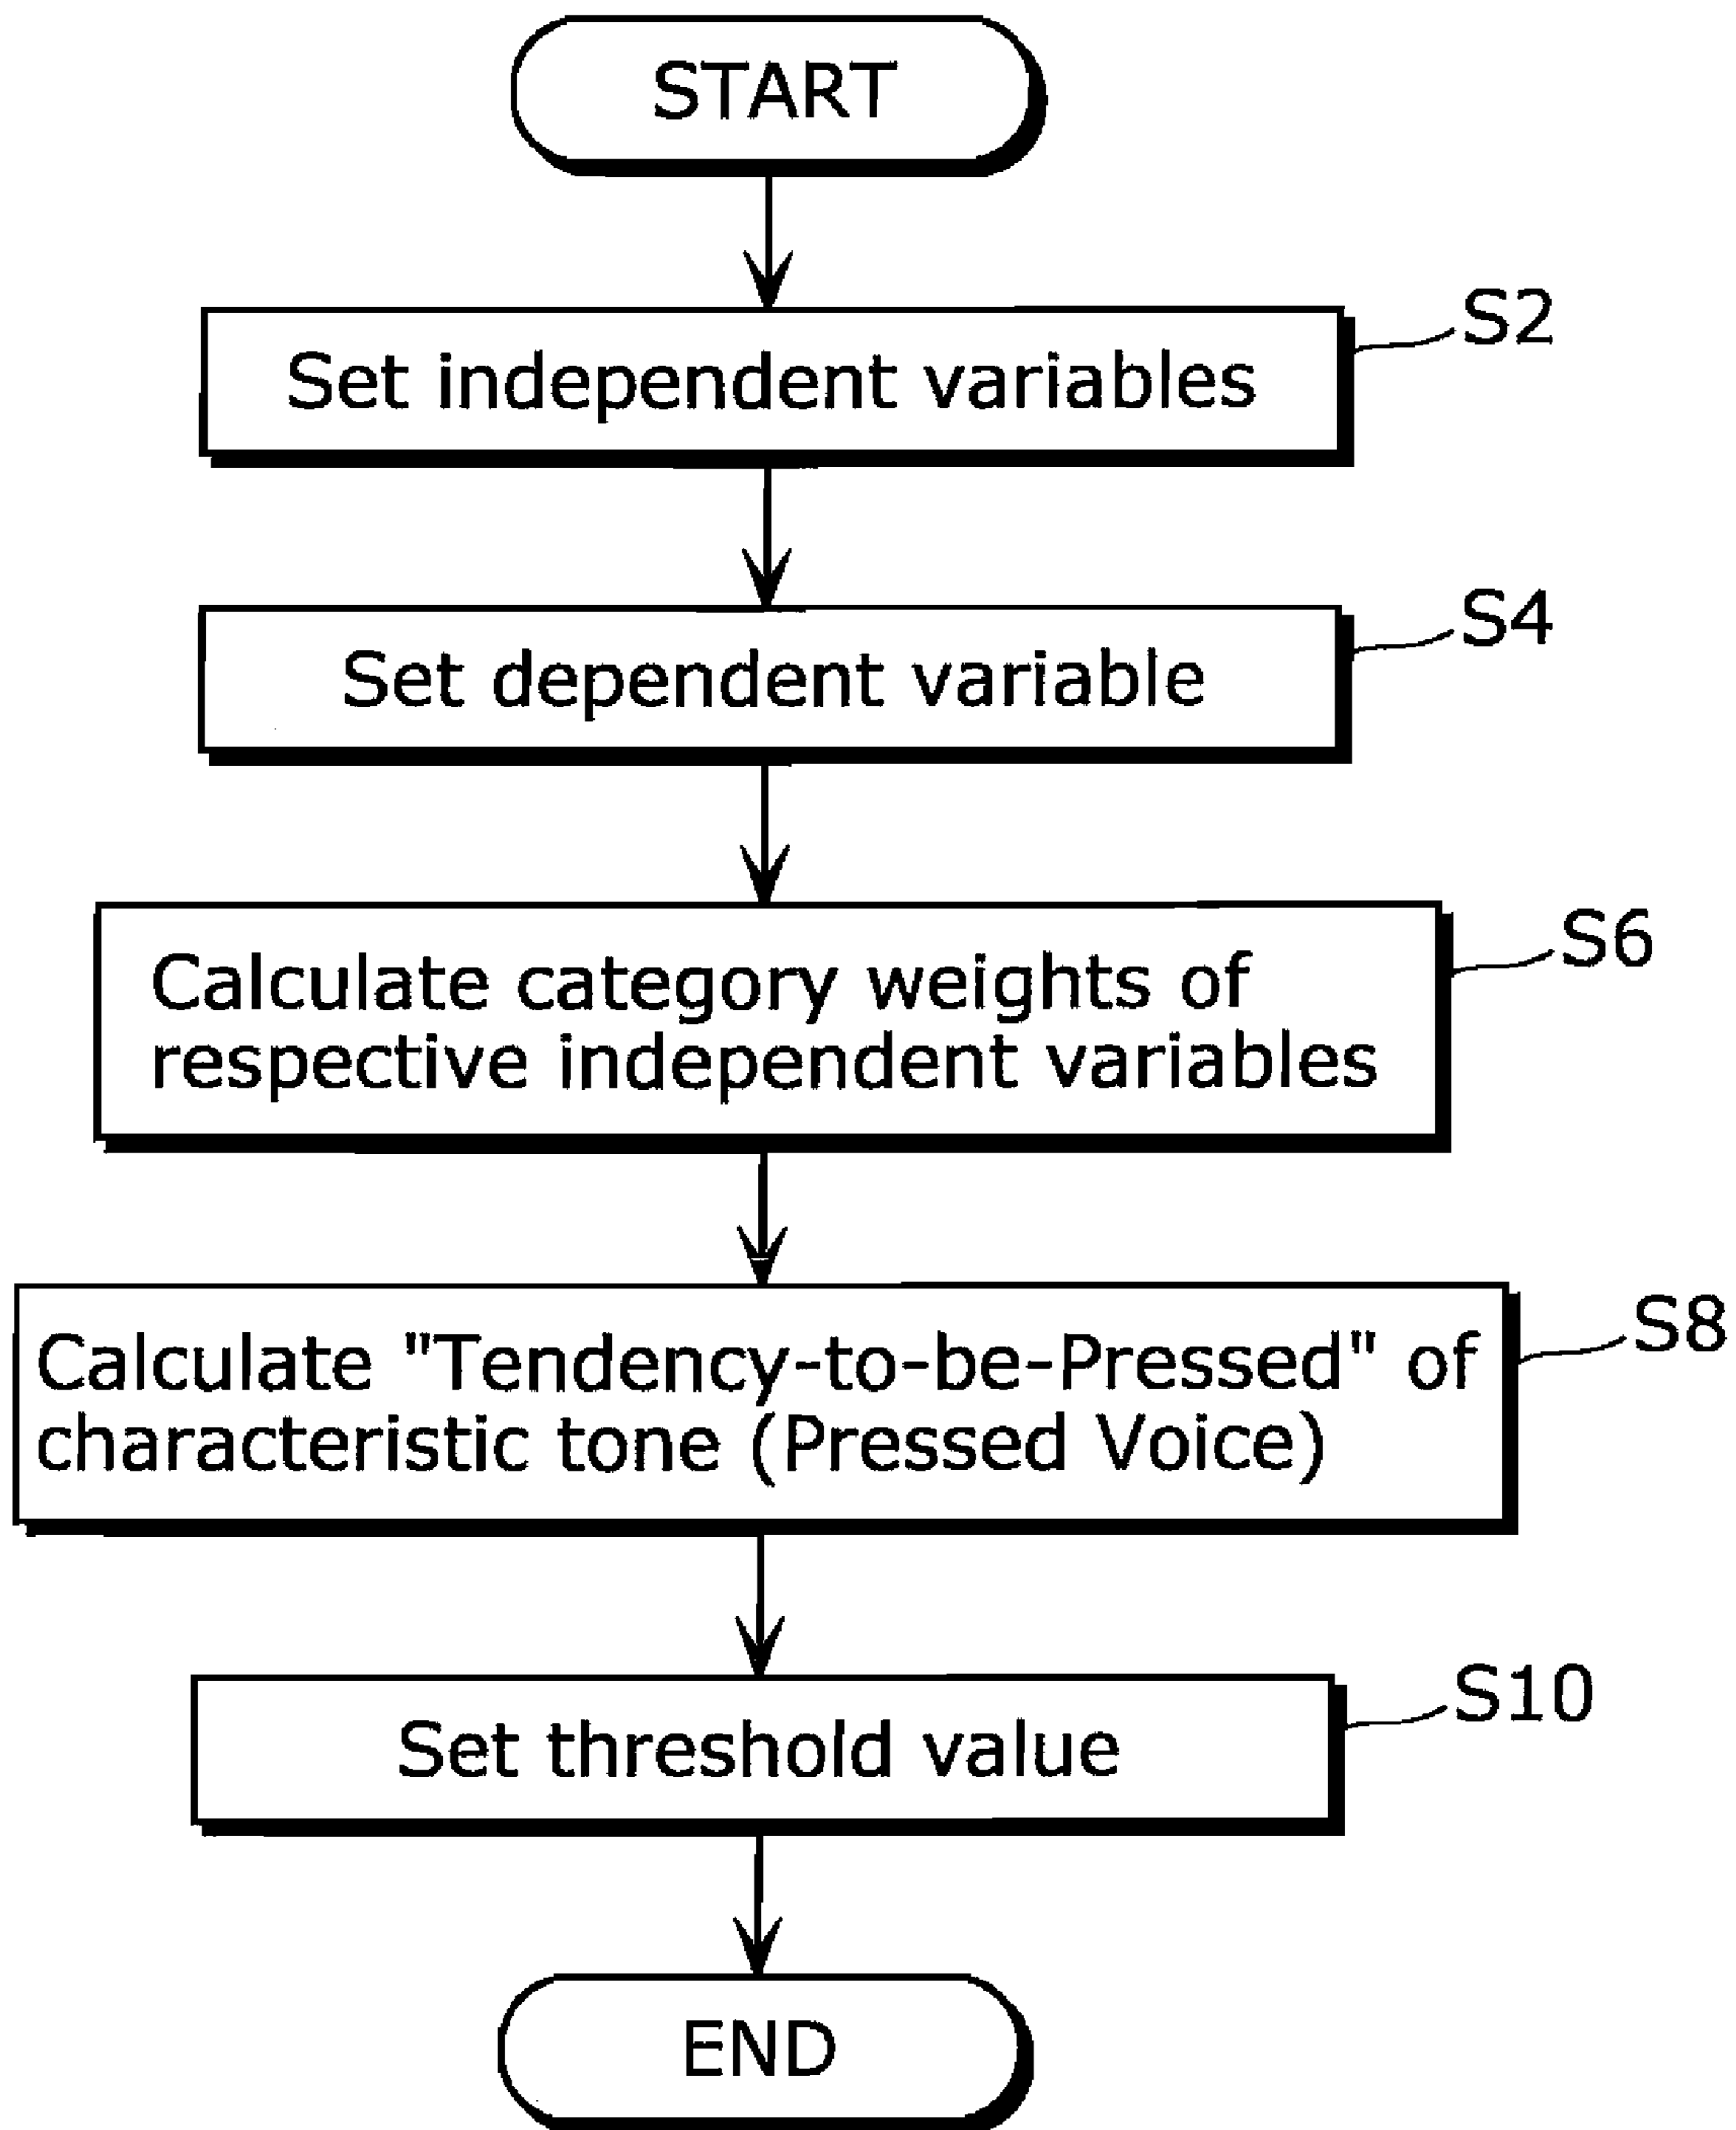 START
Set independent variables
S2
Set dependent variable
S4
Calculate category weights of
respective independent variables
S6
Calculate "Tendency-to-be-Pressed" of
characteristic tone (Pressed Voice)
S8
Set threshold value
S10
END